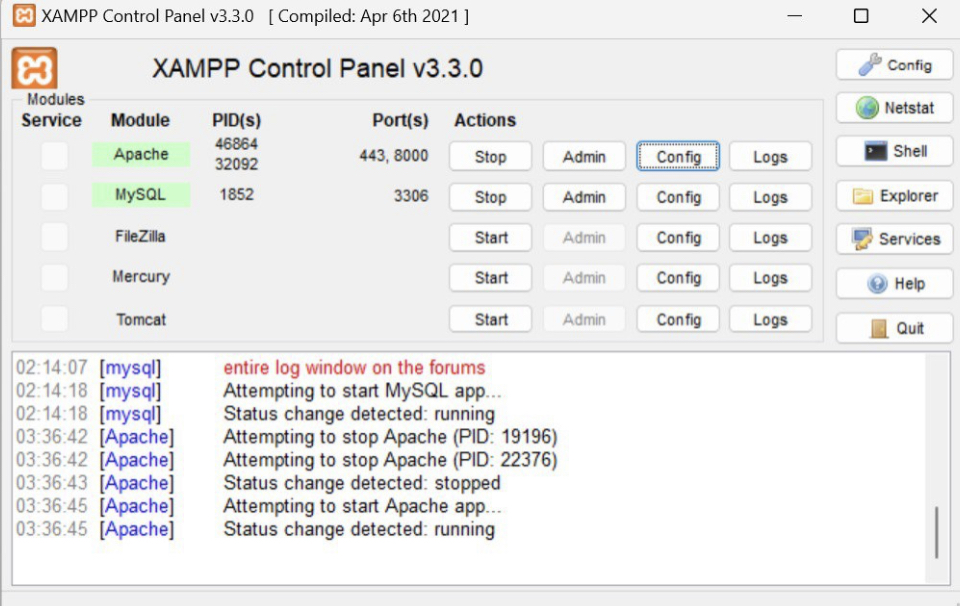 XAMPP Control Panel v3.3.0 [ Compiled: Apr 6th 2021 ]
XAMPP Control Panel v3.3.0
Config
Modules
Service Module PID(s) Port(s) Actions
Netstat
Apache 46864 32092 443, 8000 Stop Admin Config Logs
Shell
MySQL 1852 3306 Stop Admin Config Logs
Explorer
FileZilla Start Admin Config Logs
Services
Mercury Start Admin Config Logs
Help
Tomcat Start Admin Config Logs
Quit
02:14:07 [mysql] entire log window on the forums
02:14:18 [mysql] Attempting to start MySQL app...
02:14:18 [mysql] Status change detected: running
03:36:42 [Apache] Attempting to stop Apache (PID: 19196)
03:36:42 [Apache] Attempting to stop Apache (PID: 22376)
03:36:43 [Apache] Status change detected: stopped
03:36:45 [Apache] Attempting to start Apache app...
03:36:45 [Apache] Status change detected: running